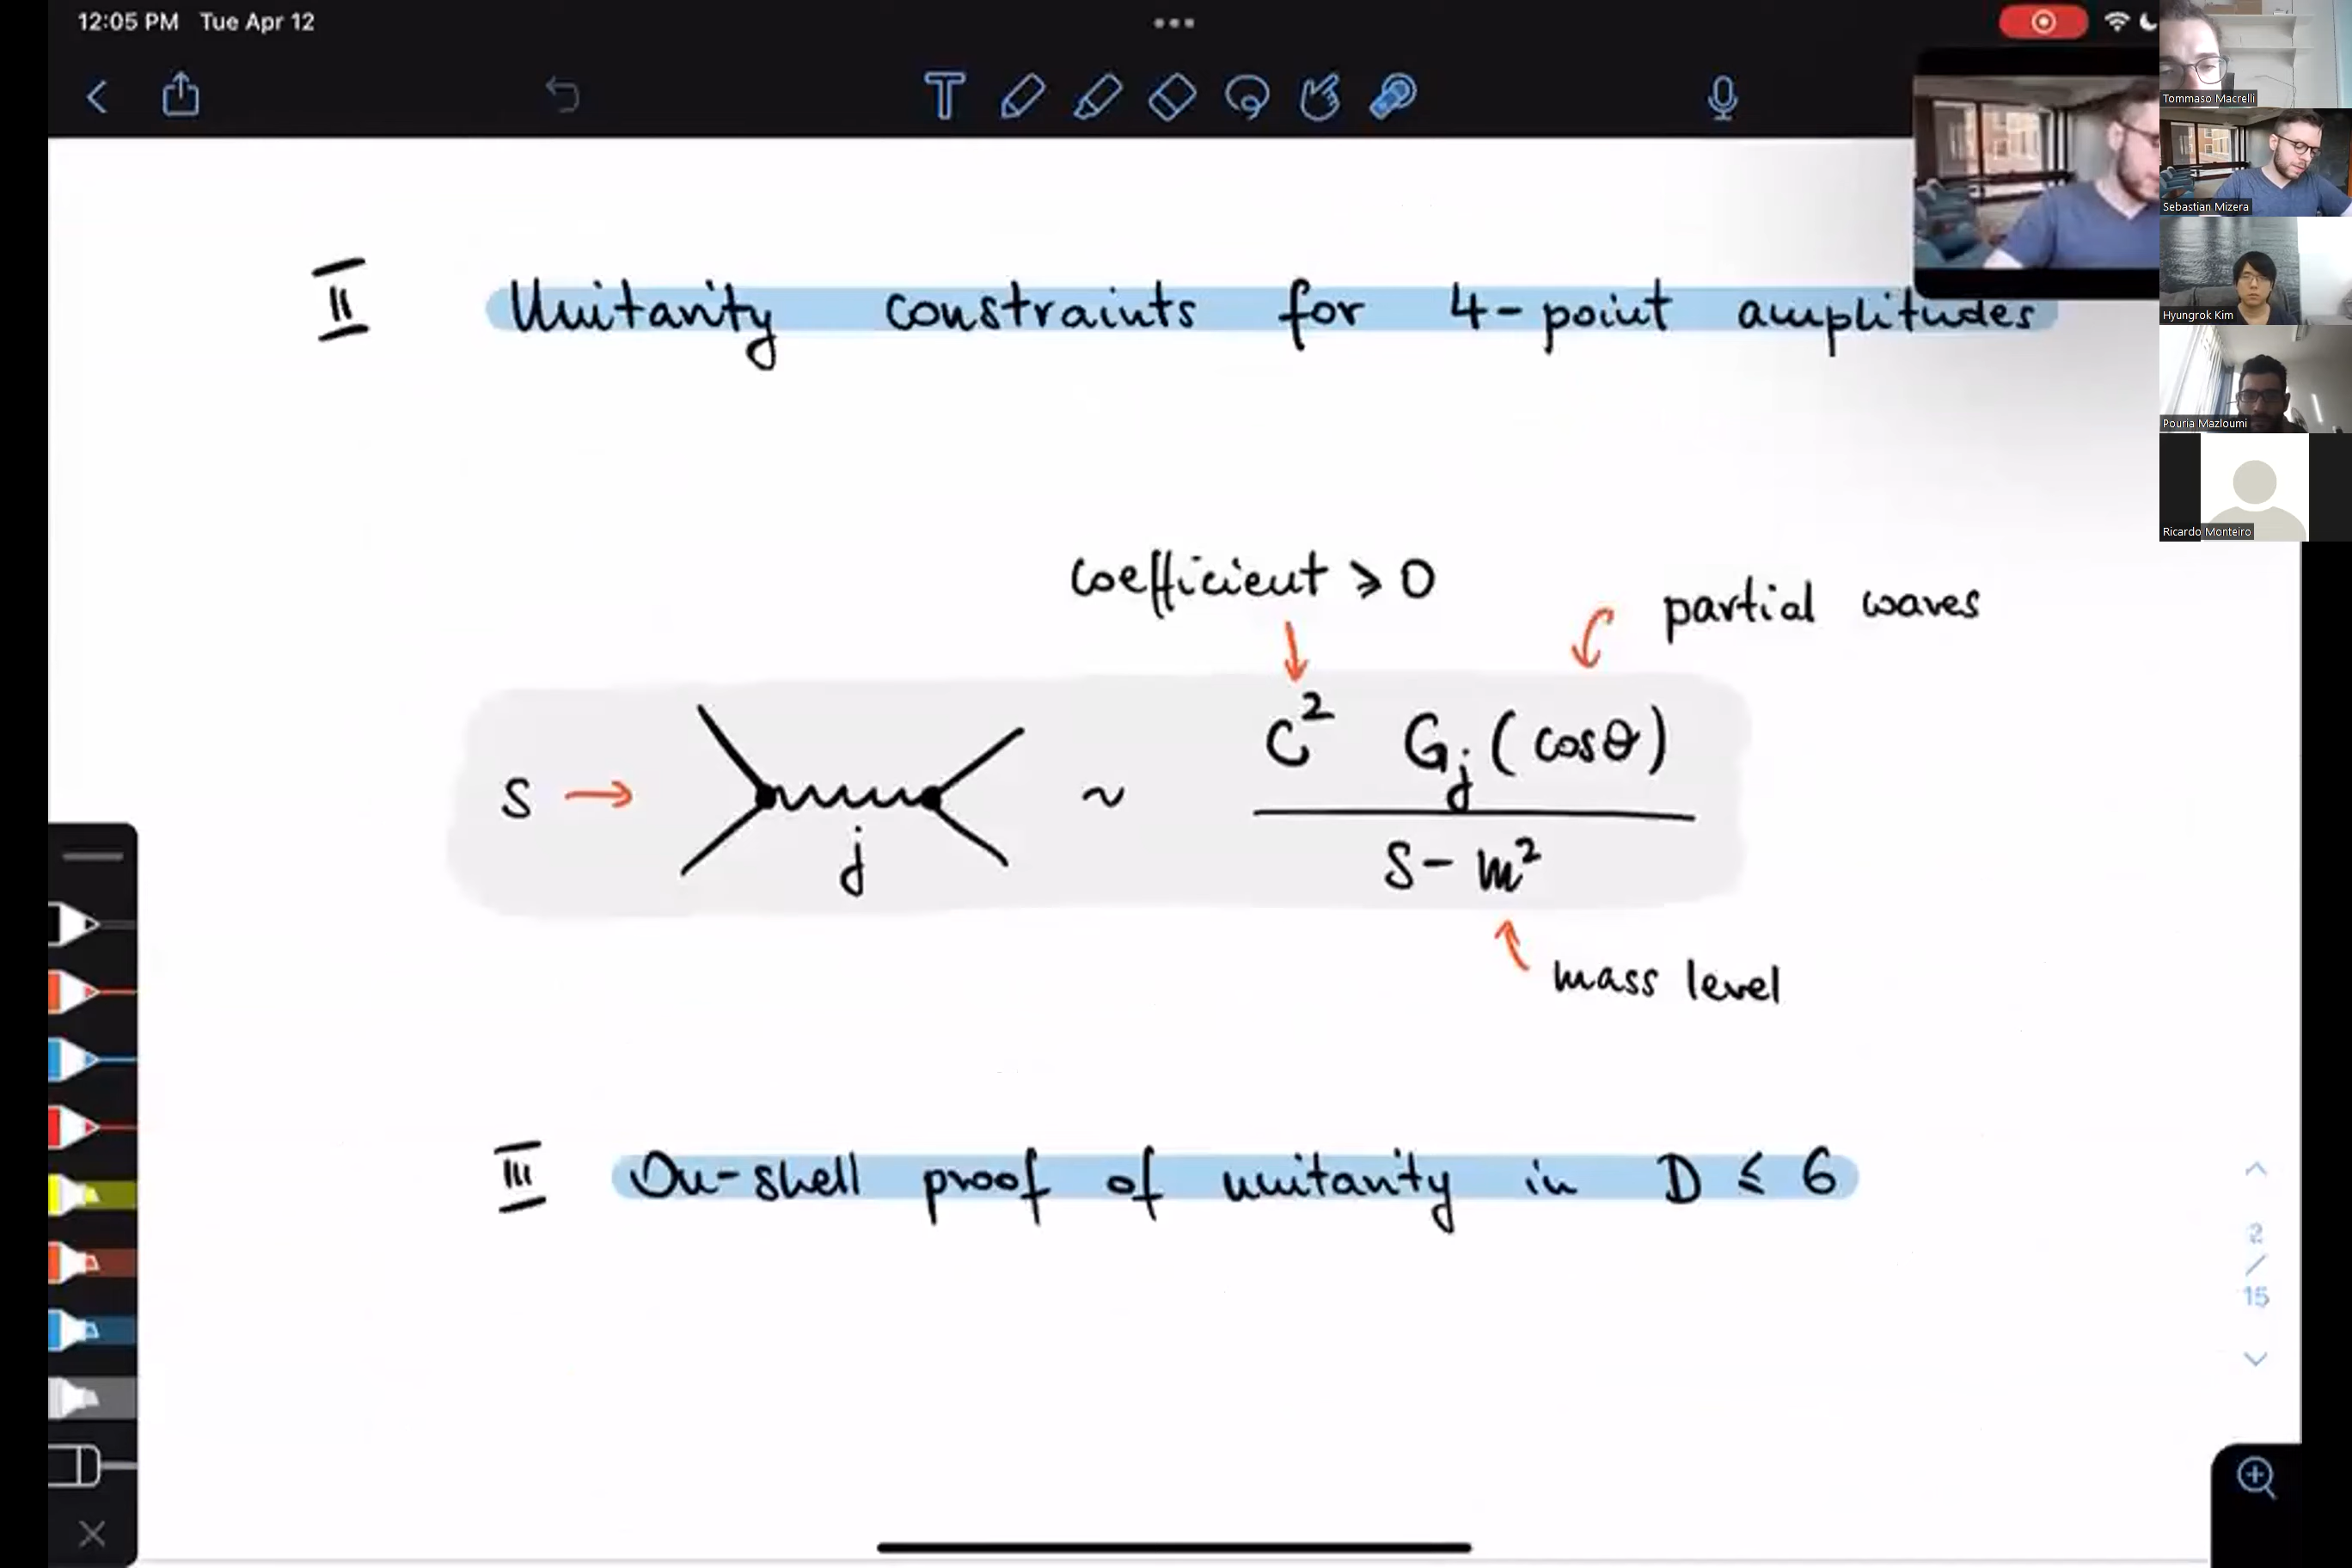 12:05 PM Tue Apr 12
Tommaso Macrelli
Sebastian Mizera
Hyungrok Kim
Pouria Mazloumi
Ricardo Monteiro
II Unitarity constraints for 4-point amplitudes
coefficient ⩾ 0
partial waves
S → j ~ C² G_j (cosθ) / S - m²
mass level
III On-shell proof of unitarity in D ≤ 6
2
/
15